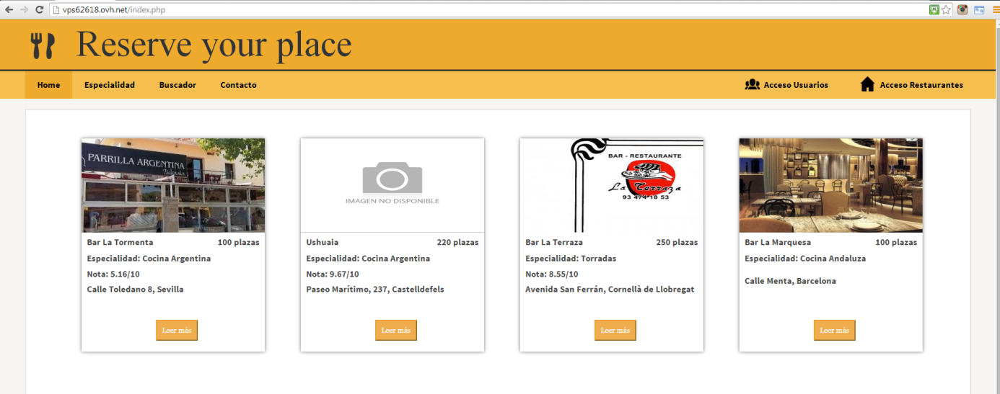 vps62618.ovh.net/index.php
Reserve your place
Home Especialidad Buscador Contacto Acceso Usuarios Acceso Restaurantes
PARRILLA ARGENTINA
Ushuaia
IMAGEN NO DISPONIBLE
BAR - RESTAURANTE
La Terraza
93 474 18 53
Bar La Tormenta 100 plazas
Especialidad: Cocina Argentina
Nota: 5.16/10
Calle Toledano 8, Sevilla
Leer más
Ushuaia 220 plazas
Especialidad: Cocina Argentina
Nota: 9.67/10
Paseo Marítimo, 237, Castelldefels
Leer más
Bar La Terraza 250 plazas
Especialidad: Torradas
Nota: 8.55/10
Avenida San Ferrán, Cornellà de Llobregat
Leer más
Bar La Marquesa 100 plazas
Especialidad: Cocina Andaluza
Calle Menta, Barcelona
Leer más